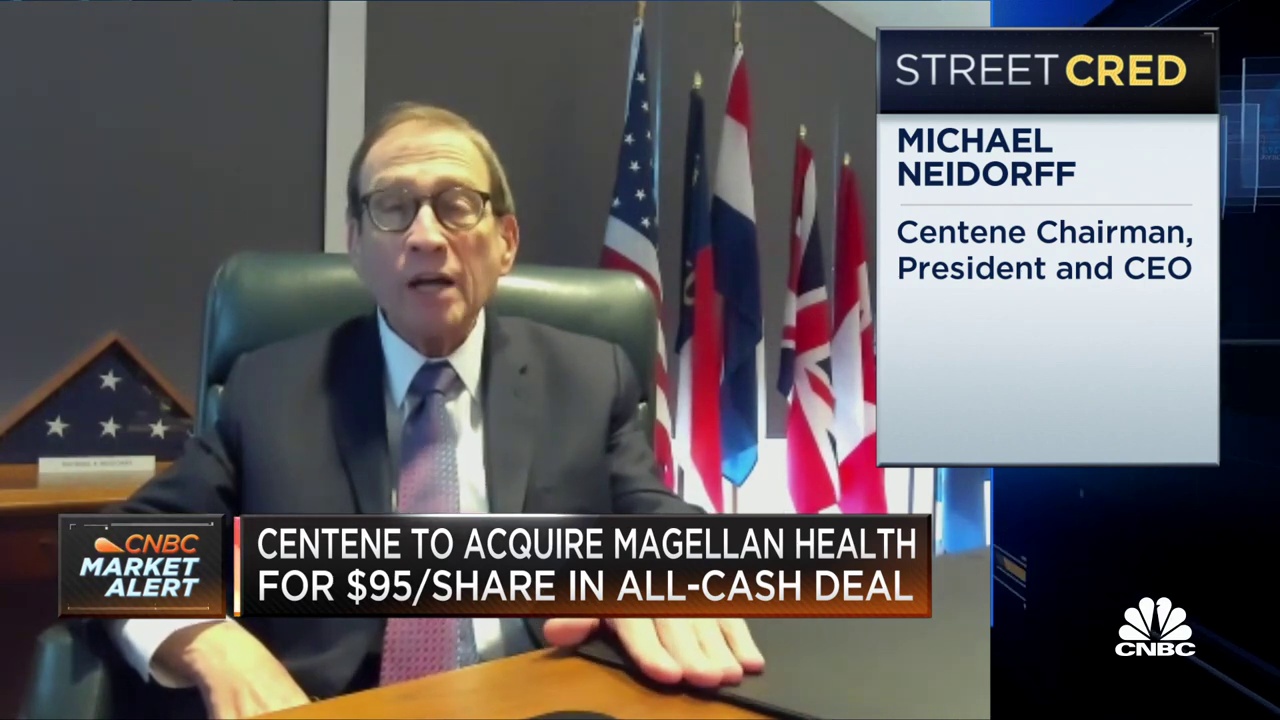 STREET CRED
MICHAEL
NEIDORFF
Centene Chairman,
President and CEO
CNBC
MARKET
ALERT
CENTENE TO ACQUIRE MAGELLAN HEALTH
FOR $95/SHARE IN ALL-CASH DEAL
CNBC